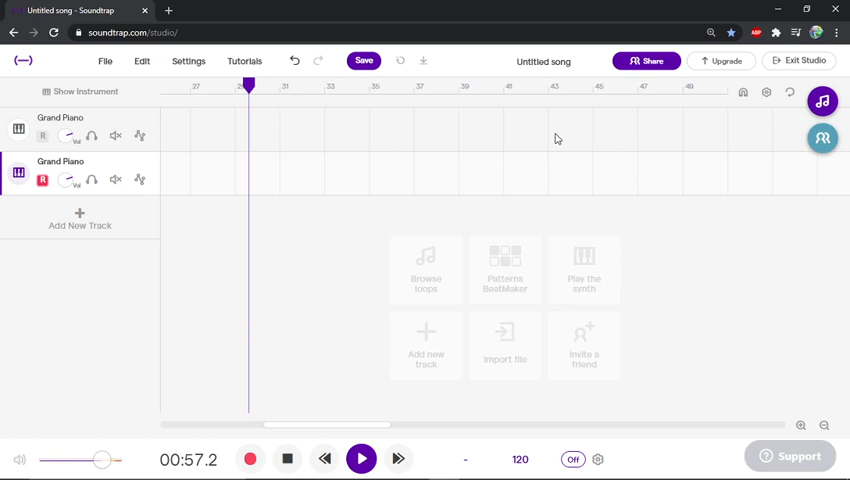 Untitled song - Soundtrap
soundtrap.com/studio/
ABP
File Edit Settings Tutorials Save Untitled song Share Upgrade Exit Studio
Show Instrument 27 31 33 35 37 39 41 43 45 47 49
Grand Piano
R Vol
Grand Piano
R Vol
Add New Track
Browse loops
Patterns BeatMaker
Play the synth
Add new track
Import file
Invite a friend
00:57.2 - 120 Off Support